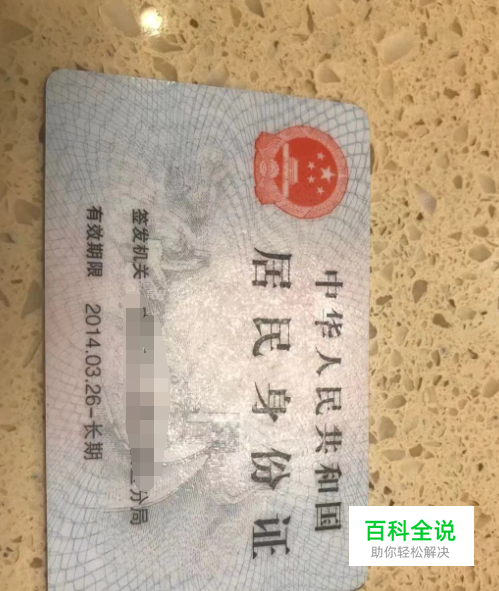 中华人民共和国
居民身份证
签发机关
分局
有效期限 2014.03.26-长期
百科全说
助你轻松解决